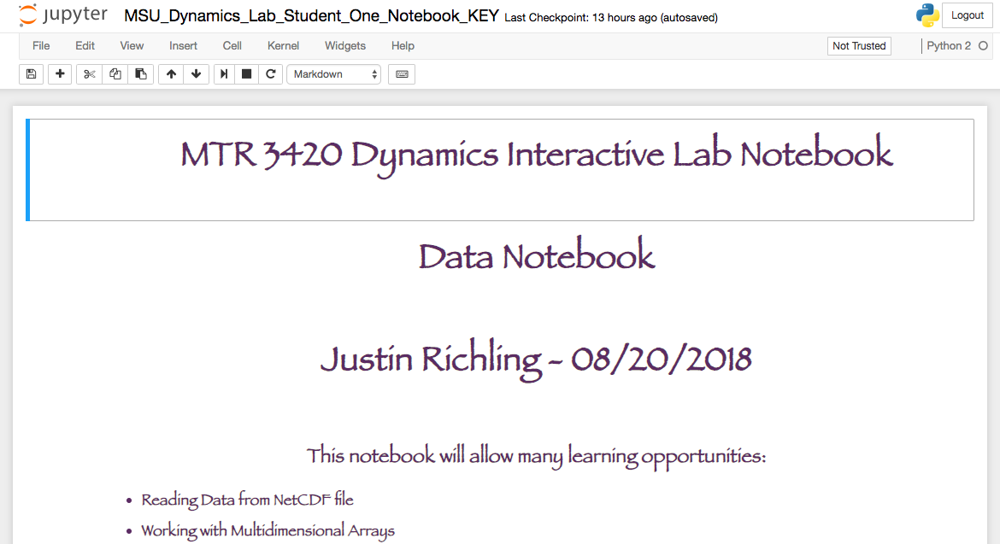 jupyter MSU_Dynamics_Lab_Student_One_Notebook_KEY Last Checkpoint: 13 hours ago (autosaved) Logout
File Edit View Insert Cell Kernel Widgets Help Not Trusted Python 2
Markdown
MTR 3420 Dynamics Interactive Lab Notebook
Data Notebook
Justin Richling - 08/20/2018
This notebook will allow many learning opportunities:
• Reading Data from NetCDF file
• Working with Multidimensional Arrays